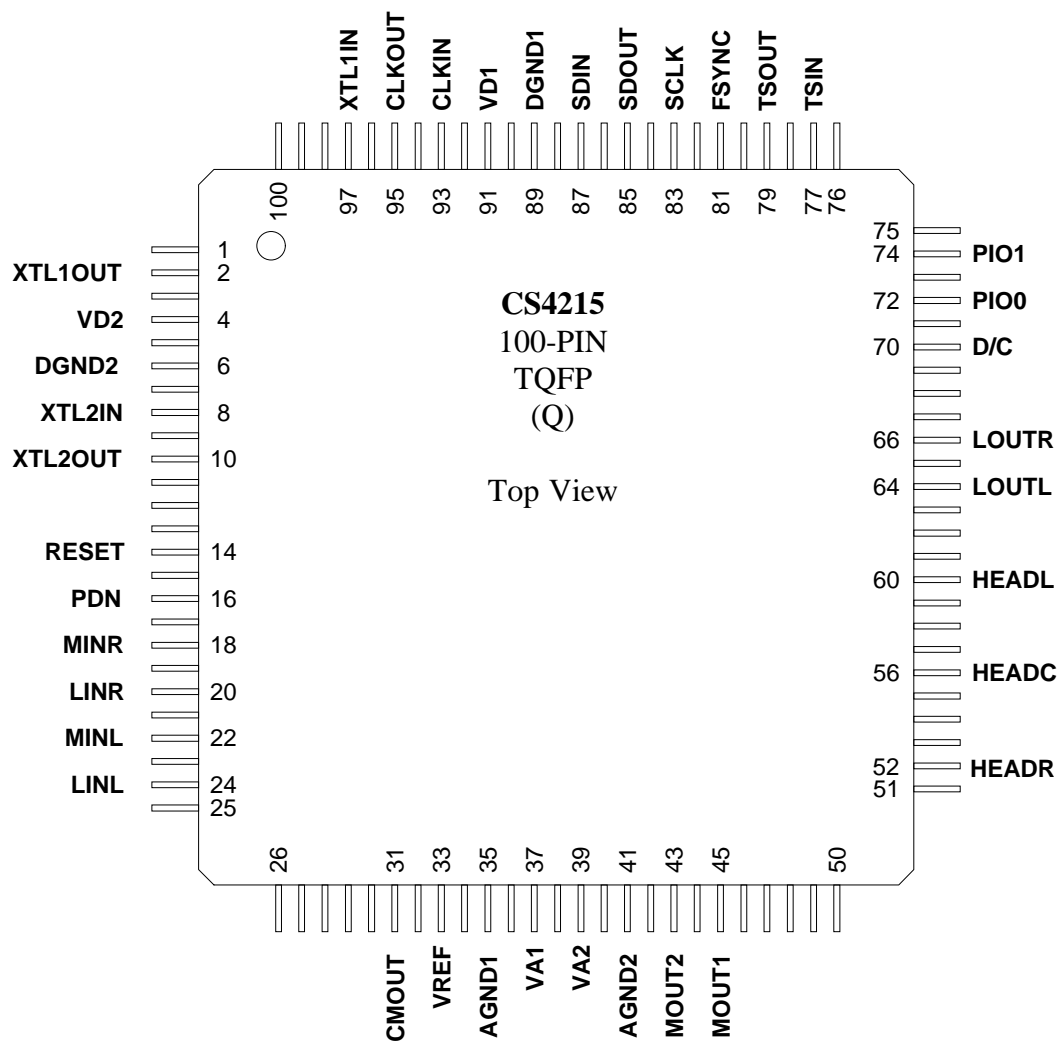 XTL1IN
CLKOUT
CLKIN
VD1
DGND1
SDIN
SDOUT
SCLK
FSYNC
TSOUT
TSIN
100
97
95
93
91
89
87
85
83
81
79
77
76
1
XTL1OUT 2
VD2 4
DGND2 6
XTL2IN 8
XTL2OUT 10
RESET 14
PDN 16
MINR 18
LINR 20
MINL 22
LINL 24
25
CS4215
100-PIN
TQFP
(Q)
Top View
75
74 PIO1
72 PIO0
70 D/C
66 LOUTR
64 LOUTL
60 HEADL
56 HEADC
52 HEADR
51
26
31
33
35
37
39
41
43
45
50
CMOUT
VREF
AGND1
VA1
VA2
AGND2
MOUT2
MOUT1